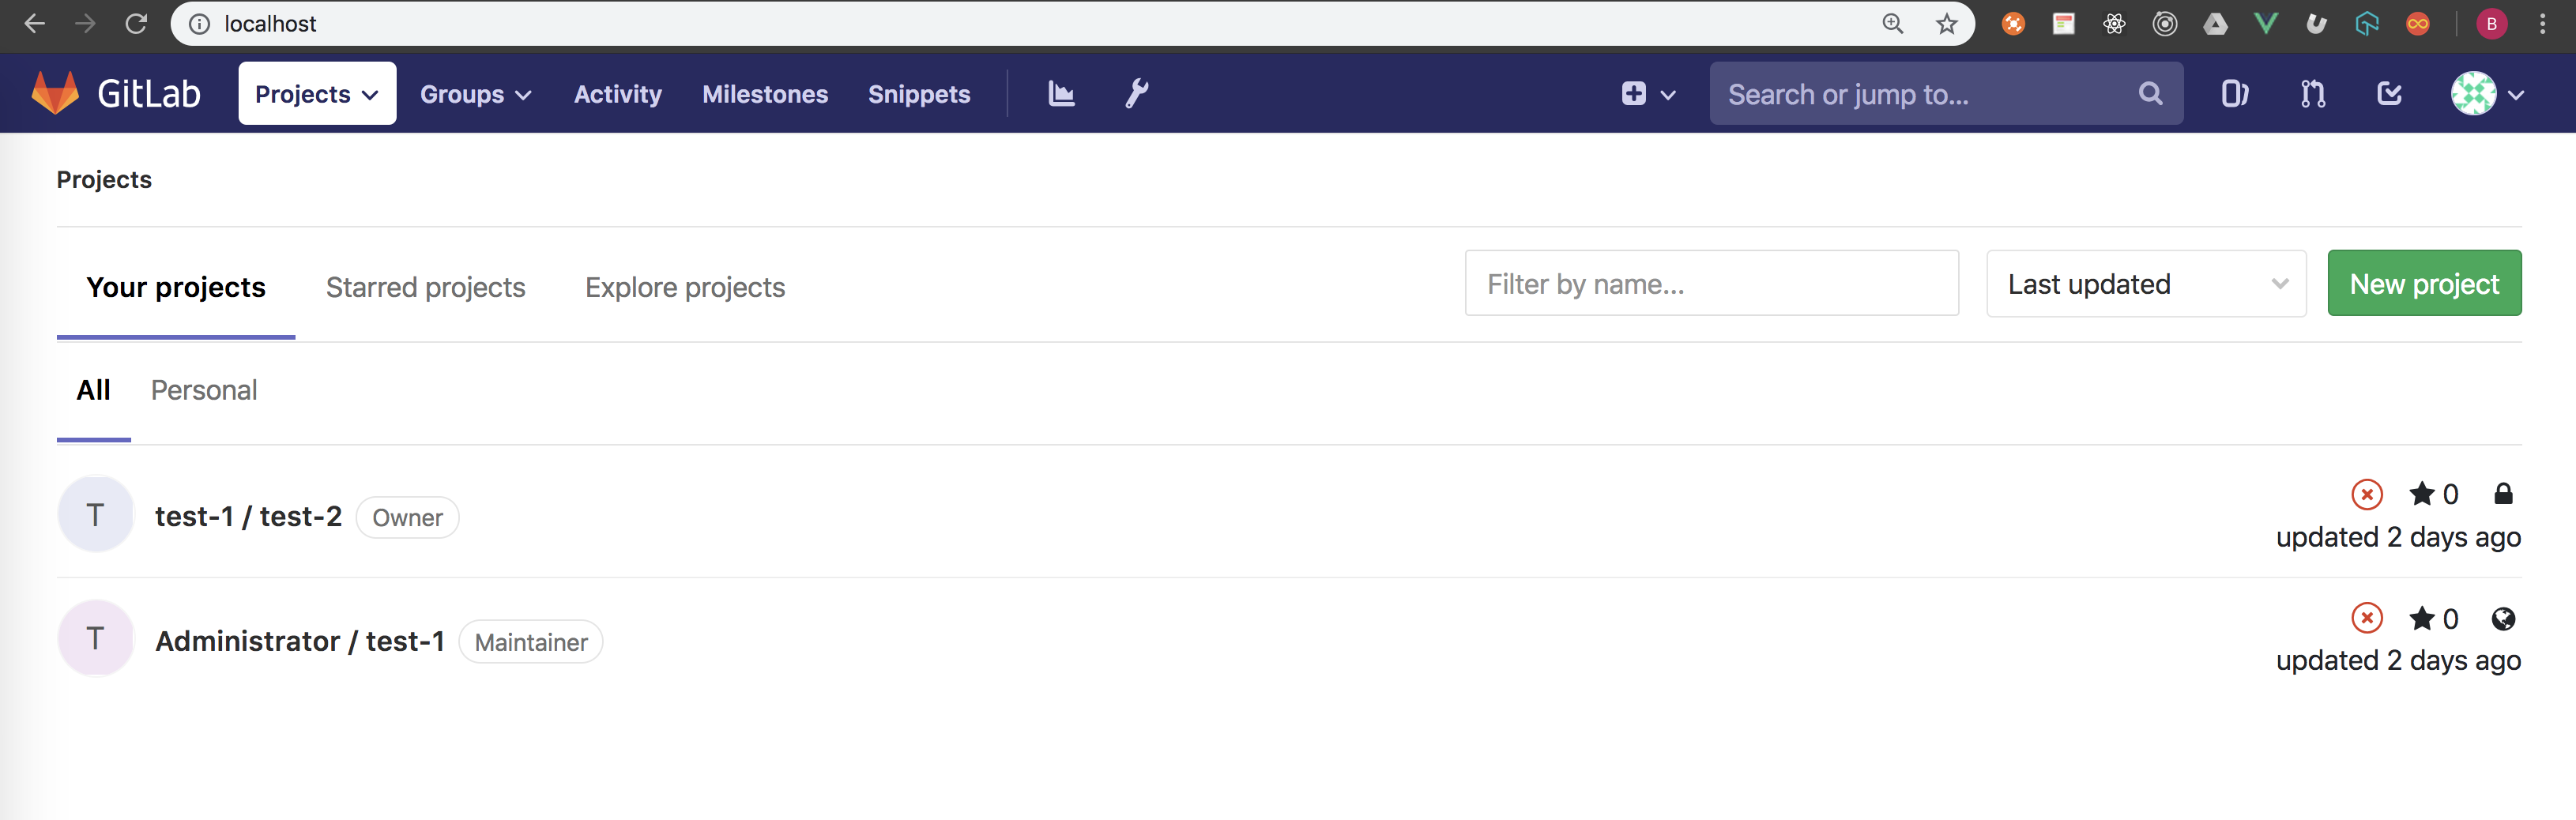 localhost
B
GitLab Projects Groups Activity Milestones Snippets Search or jump to...
Projects
Your projects Starred projects Explore projects Filter by name... Last updated New project
All Personal
T test-1 / test-2 Owner 0
updated 2 days ago
T Administrator / test-1 Maintainer 0
updated 2 days ago